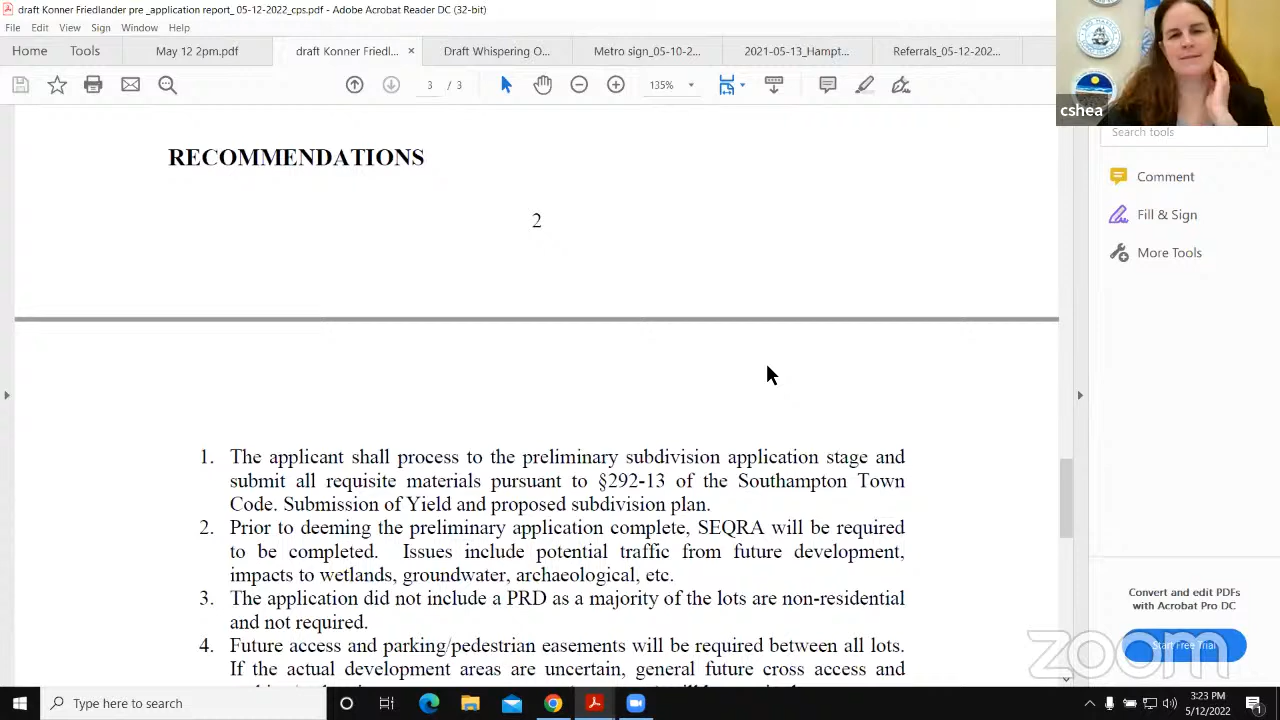 draft Konner Friedlander pre _application report_ 05-12-2022_cps.pdf - Adobe Acrobat Reader DC (32-bit)
File Edit View Sign Window Help
Home Tools May 12 2pm.pdf draft Konner Friedl... × Draft Whispering O... Metro sign_05-10-2... 2021-05-13_Hampt... Referrals_05-12-202...
3 / 3 135%
cshea
Search tools
Comment
Fill & Sign
More Tools
RECOMMENDATIONS
2
1. The applicant shall process to the preliminary subdivision application stage and
submit all requisite materials pursuant to §292-13 of the Southampton Town
Code. Submission of Yield and proposed subdivision plan.
2. Prior to deeming the preliminary application complete, SEQRA will be required
to be completed. Issues include potential traffic from future development,
impacts to wetlands, groundwater, archaeological, etc.
3. The application did not include a PRD as a majority of the lots are non-residential
and not required.
4. Future access and parking/pedestrian easements will be required between all lots.
If the actual development areas are uncertain, general future cross access and
Convert and edit PDFs
with Acrobat Pro DC
Start Free Trial
zoom
Type here to search
3:23 PM
5/12/2022
1